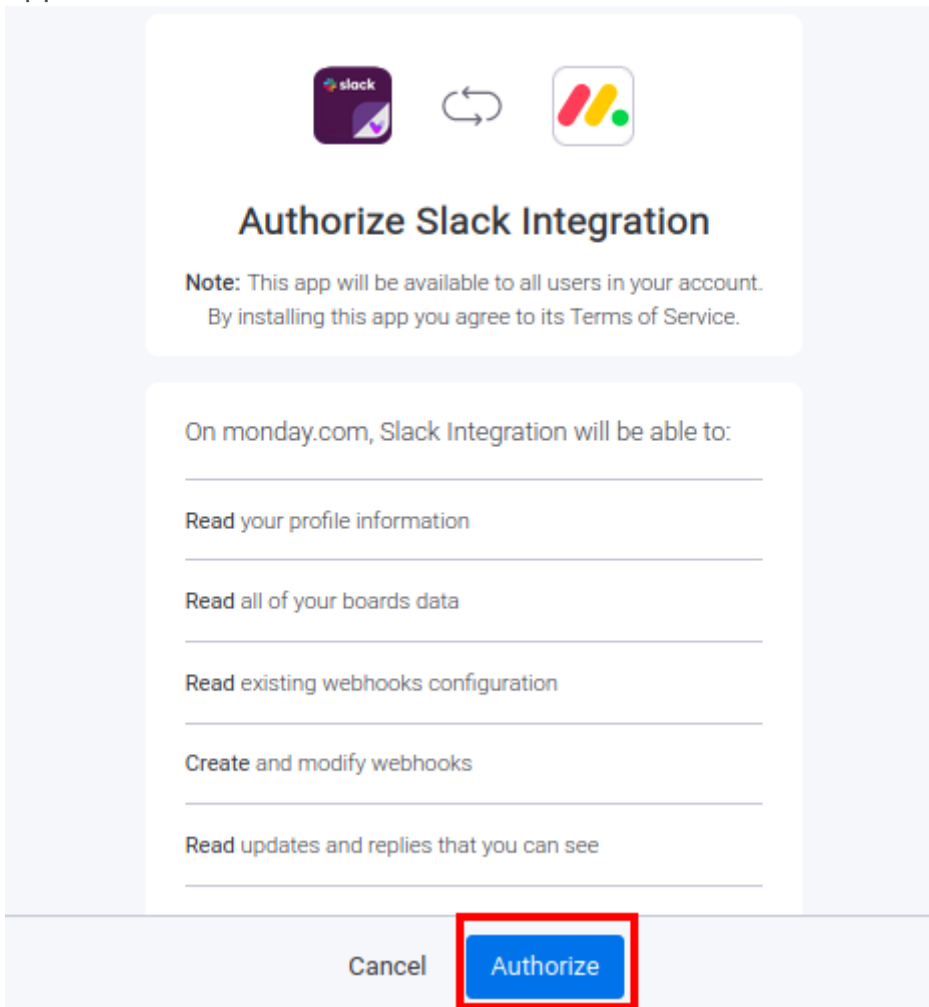 slack
Authorize Slack Integration
Note: This app will be available to all users in your account.
By installing this app you agree to its Terms of Service.
On monday.com, Slack Integration will be able to:
Read your profile information
Read all of your boards data
Read existing webhooks configuration
Create and modify webhooks
Read updates and replies that you can see
Cancel
Authorize